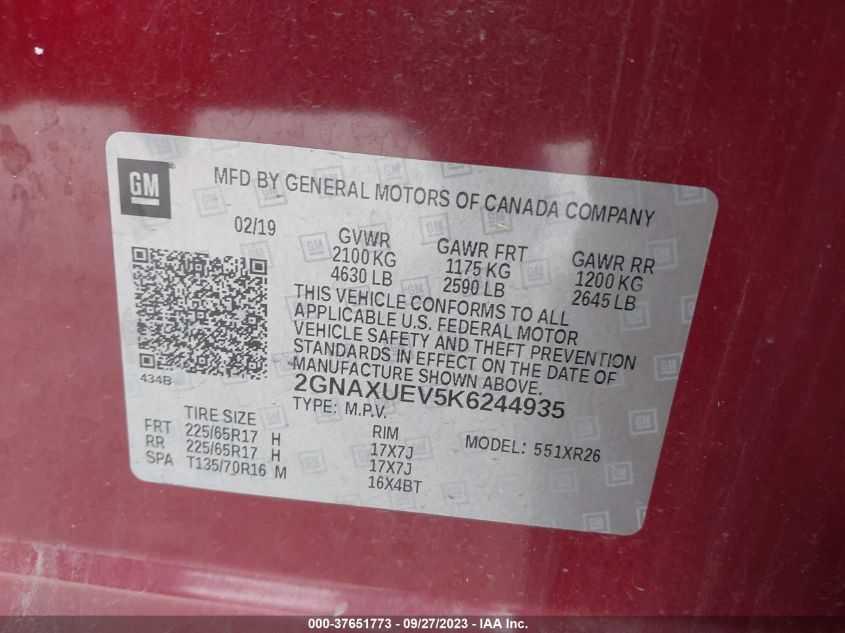 GM
MFD BY GENERAL MOTORS OF CANADA COMPANY
02/19
GVWR
2100 KG
4630 LB
GAWR FRT
1175 KG
2590 LB
GAWR RR
1200 KG
2645 LB
THIS VEHICLE CONFORMS TO ALL
APPLICABLE U.S. FEDERAL MOTOR
VEHICLE SAFETY AND THEFT PREVENTION
STANDARDS IN EFFECT ON THE DATE OF
MANUFACTURE SHOWN ABOVE.
434B
2GNAXUEV5K6244935
TYPE: M.P.V.
MODEL: 551XR26
TIRE SIZE
RIM
FRT 225/65R17 H 17X7J
RR 225/65R17 H 17X7J
SPA T135/70R16 M 16X4BT
000-37651773 - 09/27/2023 - IAA Inc.